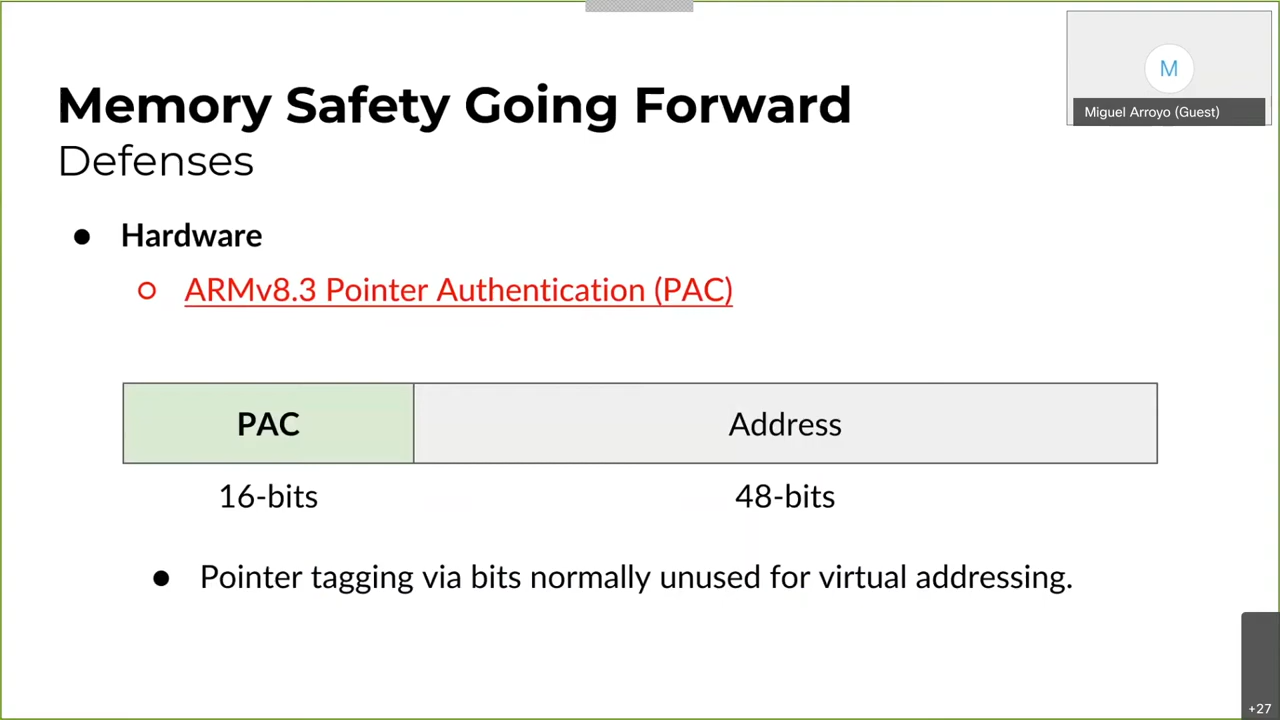 Memory Safety Going Forward
Defenses
M
Miguel Arroyo (Guest)
● Hardware
○ ARMv8.3 Pointer Authentication (PAC)
PAC
Address
16-bits
48-bits
● Pointer tagging via bits normally unused for virtual addressing.
+27